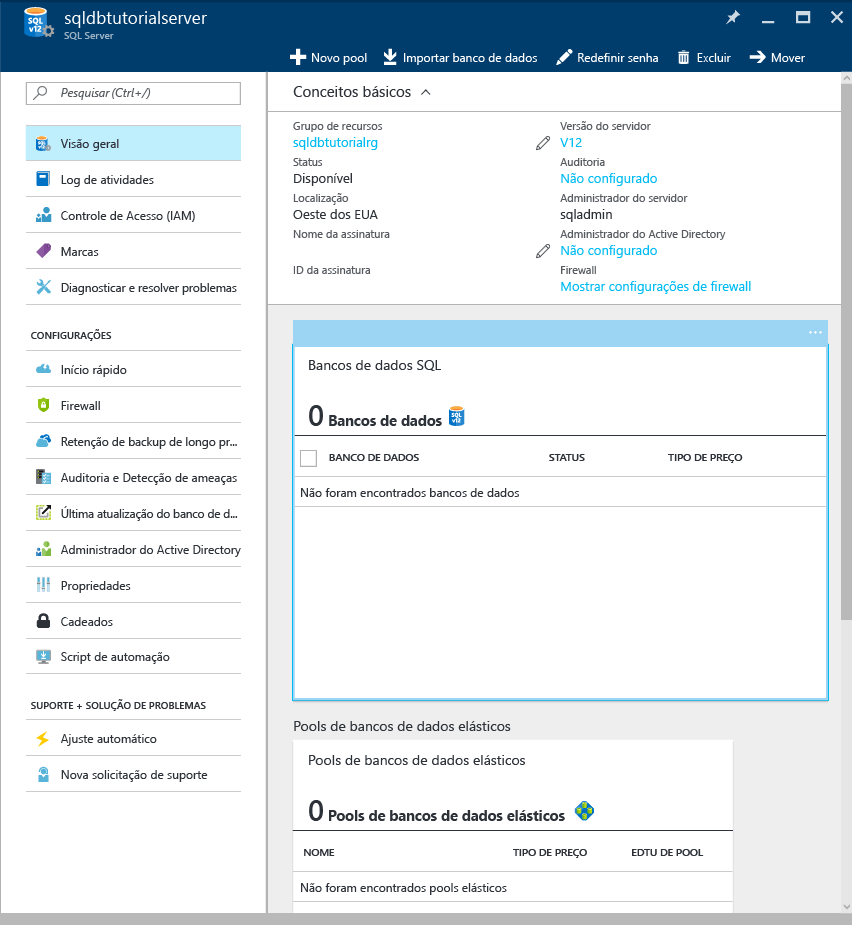 sqldbtutorialserver
SQL Server
Novo pool
Importar banco de dados
Redefinir senha
Excluir
Mover
Pesquisar (Ctrl+/)
Visão geral
Log de atividades
Controle de Acesso (IAM)
Marcas
Diagnosticar e resolver problemas
CONFIGURAÇÕES
Início rápido
Firewall
Retenção de backup de longo pr...
Auditoria e Detecção de ameaças
Última atualização do banco de d...
Administrador do Active Directory
Propriedades
Cadeados
Script de automação
SUPORTE + SOLUÇÃO DE PROBLEMAS
Ajuste automático
Nova solicitação de suporte
Conceitos básicos
Grupo de recursos
sqldbtutorialrg
Status
Disponível
Localização
Oeste dos EUA
Nome da assinatura
ID da assinatura
Versão do servidor
V12
Auditoria
Não configurado
Administrador do servidor
sqladmin
Administrador do Active Directory
Não configurado
Firewall
Mostrar configurações de firewall
Bancos de dados SQL
0 Bancos de dados
BANCO DE DADOS STATUS TIPO DE PREÇO
Não foram encontrados bancos de dados
Pools de bancos de dados elásticos
Pools de bancos de dados elásticos
0 Pools de bancos de dados elásticos
NOME TIPO DE PREÇO EDTU DE POOL
Não foram encontrados pools elásticos